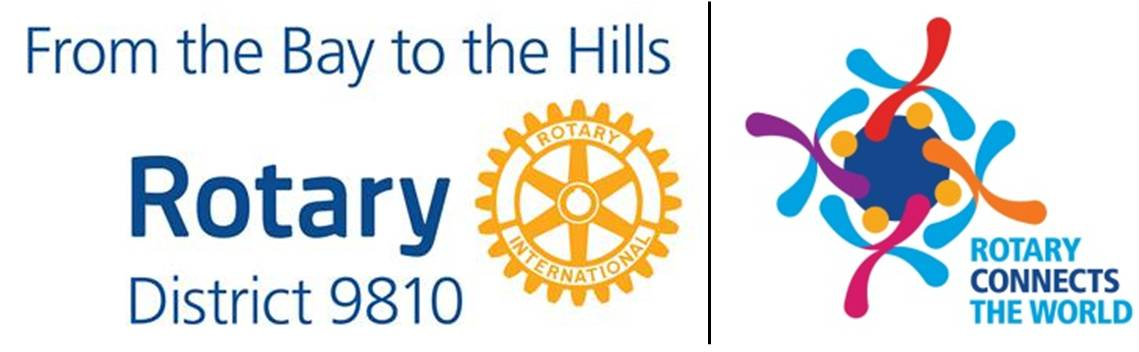 From the Bay to the Hills
Rotary
District 9810
ROTARY
INTERNATIONAL
ROTARY
CONNECTS
THE WORLD